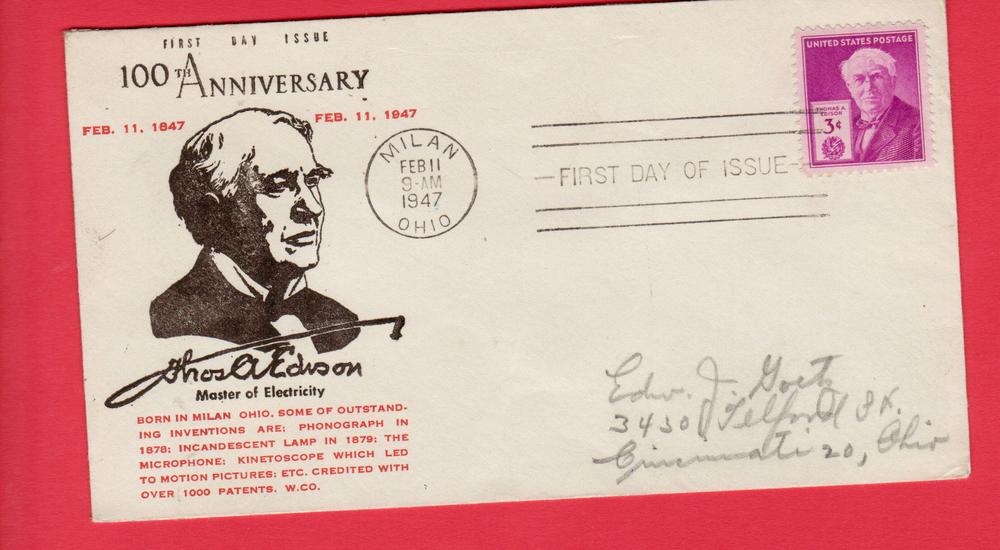 FIRST DAY ISSUE
100TH ANNIVERSARY
FEB. 11, 1847
FEB. 11, 1947
MILAN
FEB 11
9-AM
1947
OHIO
FIRST DAY OF ISSUE
UNITED STATES POSTAGE
THOMAS A.
EDISON
3¢
Thos A Edison
Master of Electricity
BORN IN MILAN OHIO. SOME OF OUTSTAND-
ING INVENTIONS ARE: PHONOGRAPH IN
1878; INCANDESCENT LAMP IN 1879; THE
MICROPHONE; KINETOSCOPE WHICH LED
TO MOTION PICTURES; ETC. CREDITED WITH
OVER 1000 PATENTS. W.CO.
Edw. J. Goetz
3430 Telford St.
Cincinnati 20, Ohio